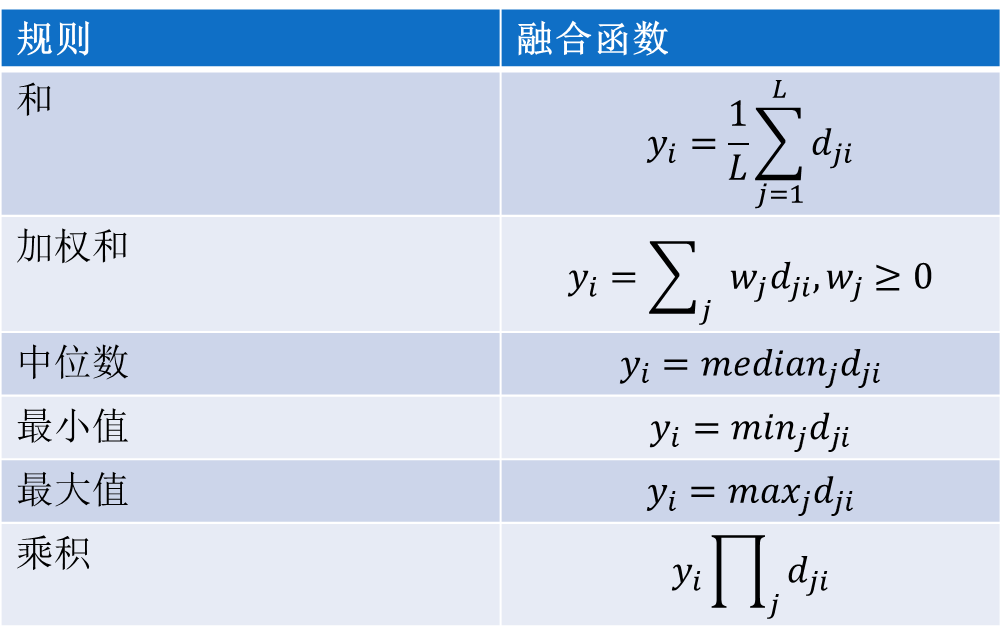 规则 融合函数
和 y_i = \frac{1}{L} \sum_{j=1}^{L} d_{ji}
加权和 y_i = \sum_j w_j d_{ji}, w_j ≥ 0
中位数 y_i = median_j d_{ji}
最小值 y_i = min_j d_{ji}
最大值 y_i = max_j d_{ji}
乘积 y_i \prod_j d_{ji}